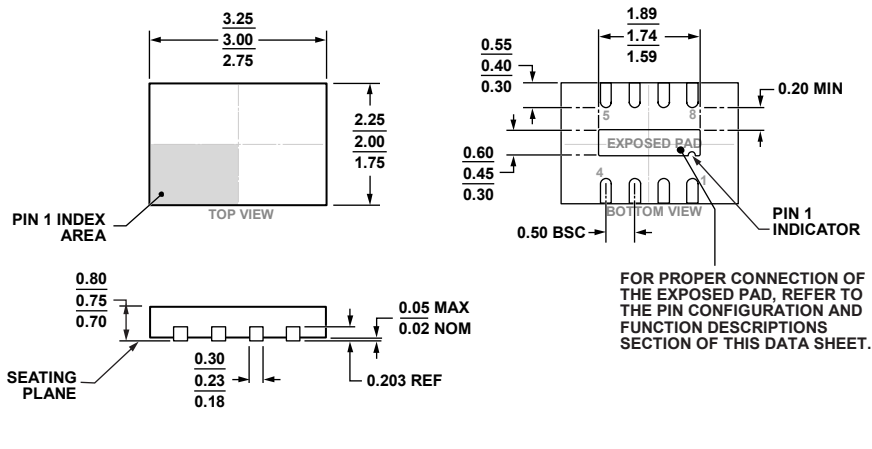 3.25
3.00
2.75
2.25
2.00
1.75
PIN 1 INDEX
AREA
TOP VIEW
1.89
1.74
1.59
0.55
0.40
0.30
0.20 MIN
5
8
EXPOSED PAD
0.60
0.45
0.30
4
1
BOTTOM VIEW
0.50 BSC
PIN 1
INDICATOR
FOR PROPER CONNECTION OF
THE EXPOSED PAD, REFER TO
THE PIN CONFIGURATION AND
FUNCTION DESCRIPTIONS
SECTION OF THIS DATA SHEET.
0.80
0.75
0.70
0.05 MAX
0.02 NOM
SEATING
PLANE
0.30
0.23
0.18
0.203 REF